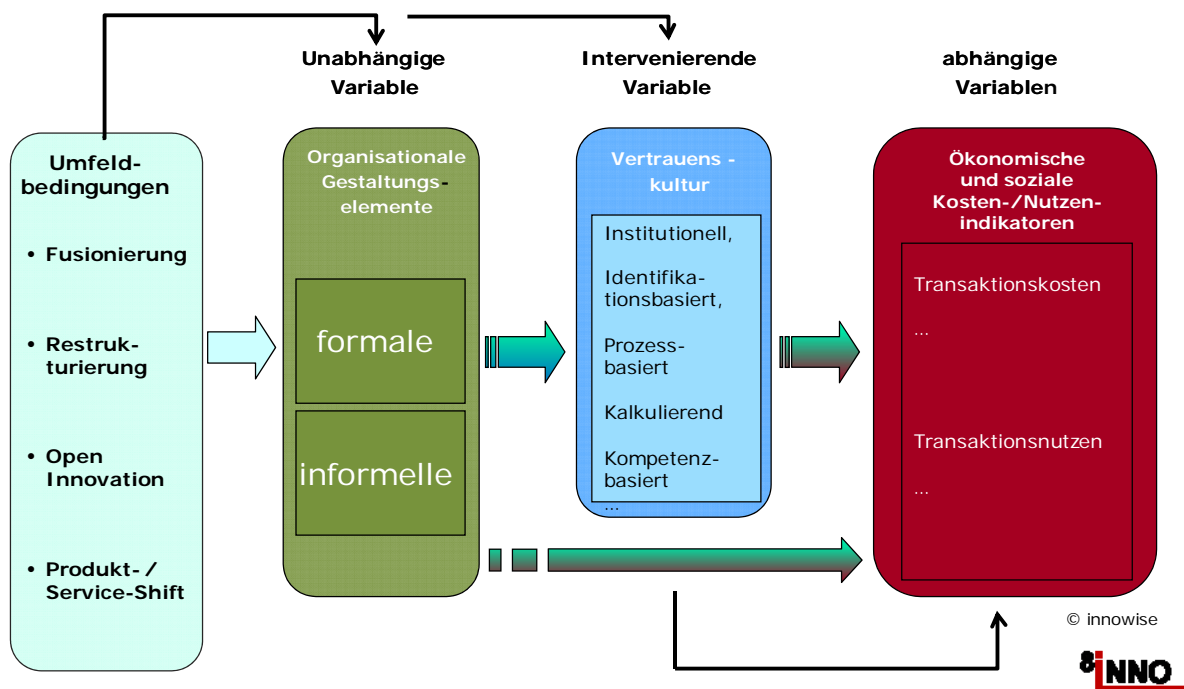 Unabhängige
Variable
Intervenierende
Variable
abhängige
Variablen
Umfeld-
bedingungen
• Fusionierung
• Restruk-
turierung
• Open
Innovation
• Produkt- /
Service-Shift
Organisationale
Gestaltungs-
elemente
formale
informelle
Vertrauens -
kultur
Institutionell,
Identifika-
tionsbasiert,
Prozess-
basiert
Kalkulierend
Kompetenz-
basiert
...
Ökonomische
und soziale
Kosten-/Nutzen-
indikatoren
Transaktionskosten
...
Transaktionsnutzen
...
© innowise
8iNNO